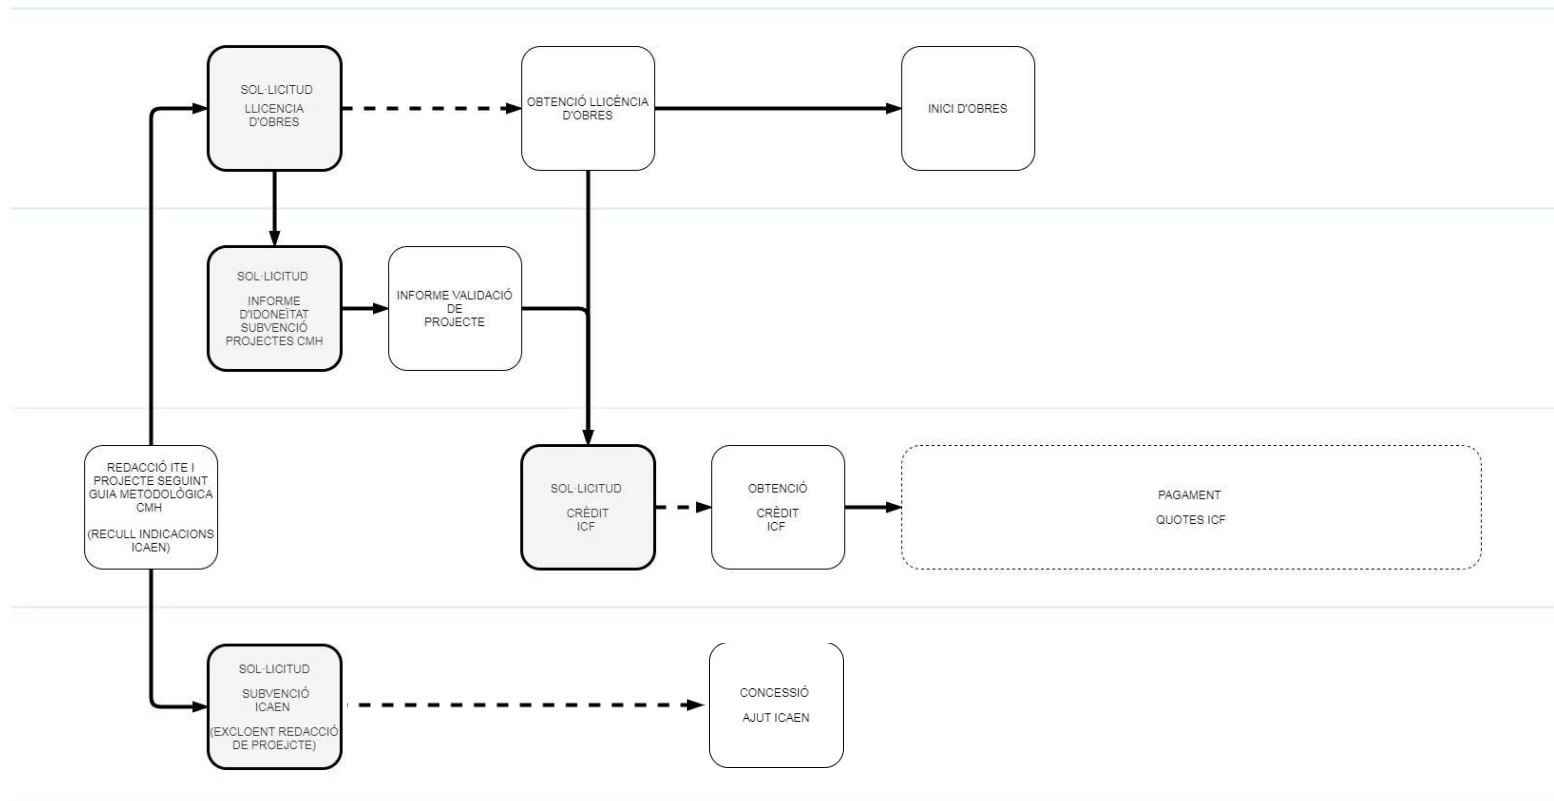 SOL·LICITUD
LLICENCIA
D'OBRES
OBTENCIÓ LLICÈNCIA
D'OBRES
INICI D'OBRES
SOL·LICITUD
INFORME
D'IDONEÏTAT
SUBVENCIÓ
PROJECTES CMH
INFORME VALIDACIÓ
DE
PROJECTE
REDACCIÓ ITE I
PROJECTE SEGUINT
GUIA METODOLÒGICA
CMH
(RECULL INDICACIONS
ICAEN)
SOL·LICITUD
CRÈDIT
ICF
OBTENCIÓ
CRÈDIT
ICF
PAGAMENT
QUOTES ICF
SOL·LICITUD
SUBVENCIÓ
ICAEN
(EXCLOENT REDACCIÓ
DE PROEJCTE)
CONCESSIÓ
AJUT ICAEN